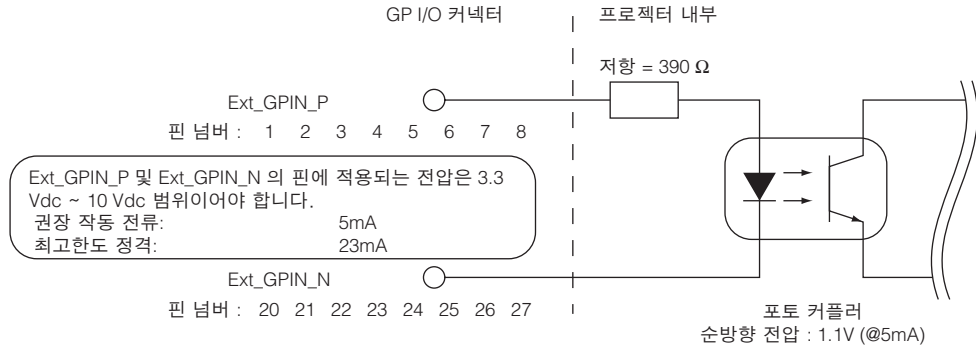 GP I/O 커넥터
프로젝터 내부
저항 = 390 Ω
Ext_GPIN_P
핀 넘버 : 1 2 3 4 5 6 7 8
Ext_GPIN_P 및 Ext_GPIN_N 의 핀에 적용되는 전압은 3.3
Vdc ~ 10 Vdc 범위이어야 합니다.
권장 작동 전류: 5mA
최고한도 정격: 23mA
Ext_GPIN_N
핀 넘버 : 20 21 22 23 24 25 26 27
포토 커플러
순방향 전압 : 1.1V (@5mA)